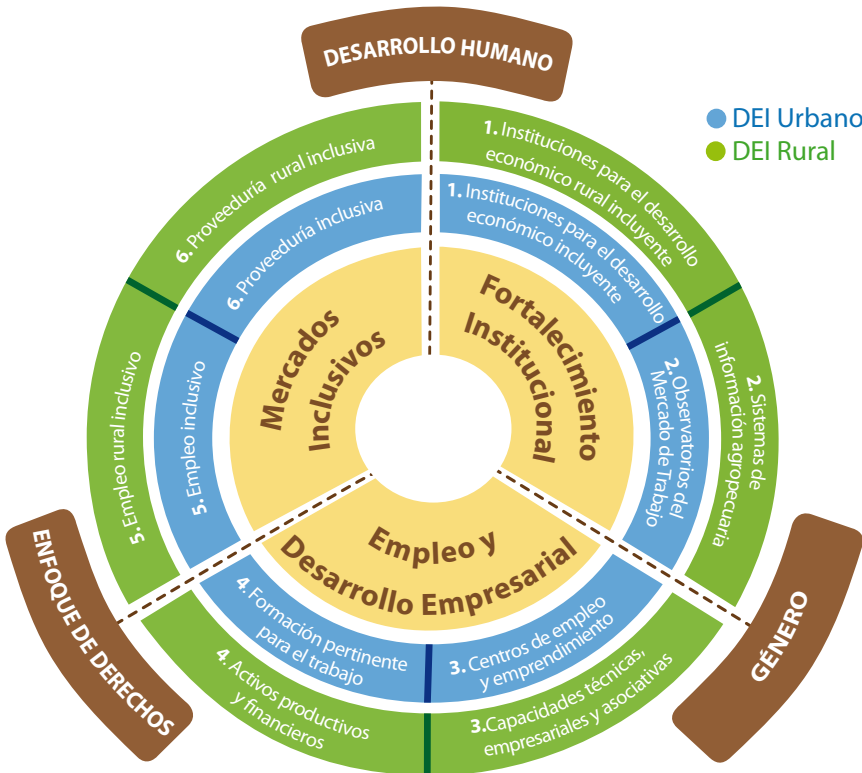 DESARROLLO HUMANO
DEI Urbano
DEI Rural
1. Instituciones para el desarrollo
económico rural incluyente
2. Sistemas de
información agropecuaria
3.Capacidades técnicas,
empresariales y asociativas
4. Activos productivos
y financieros
5. Empleo rural inclusivo
6. Proveeduría rural inclusiva
1. Instituciones para el desarrollo
económico incluyente
2. Observatorios del
Mercado de Trabajo
3. Centros de empleo
y emprendimiento
4. Formación pertinente
para el trabajo
5. Empleo inclusivo
6. Proveeduría inclusiva
Fortalecimiento
Institucional
Empleo y
Desarrollo Empresarial
Mercados
Inclusivos
GÉNERO
ENFOQUE DE DERECHOS